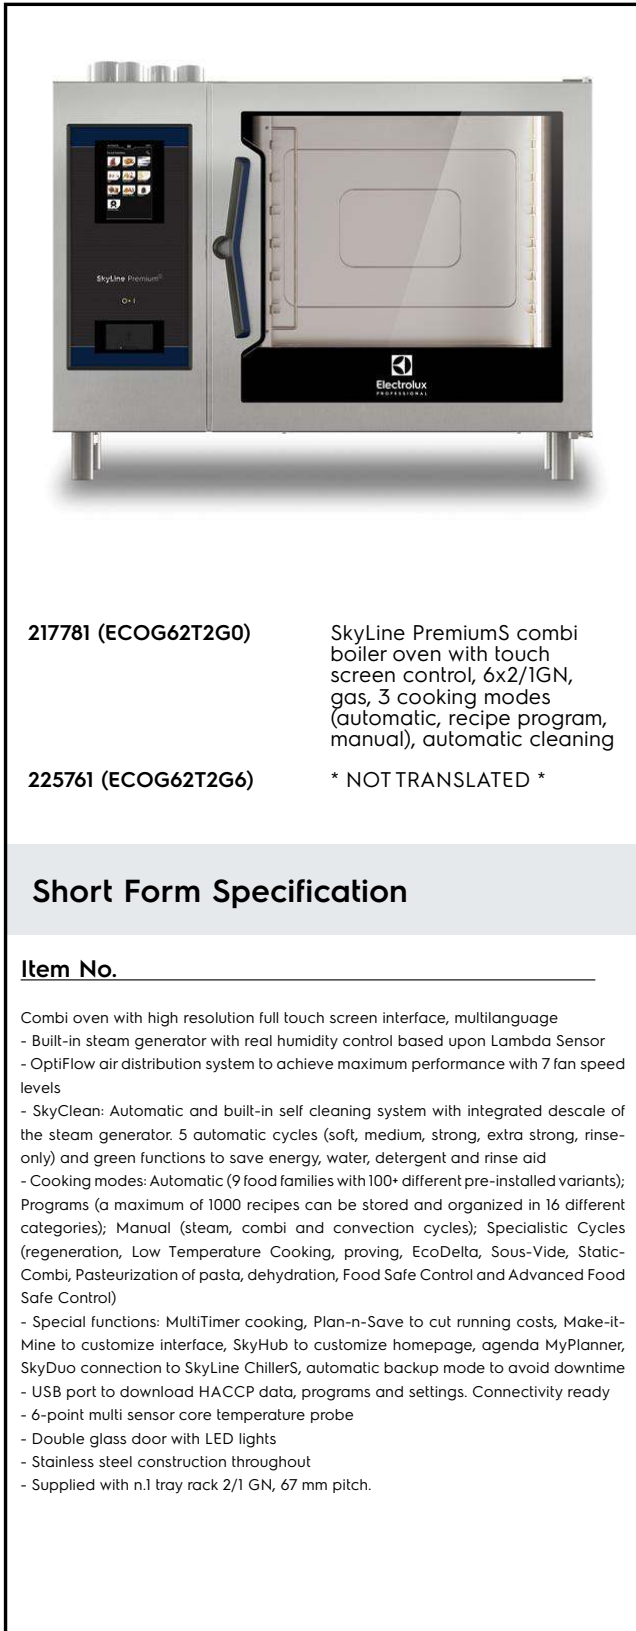 SkyLine PremiumS
O•I
Electrolux
PROFESSIONAL
217781 (ECOG62T2G0)
SkyLine PremiumS combi
boiler oven with touch
screen control, 6x2/1GN,
gas, 3 cooking modes
(automatic, recipe program,
manual), automatic cleaning
225761 (ECOG62T2G6)
* NOT TRANSLATED *
Short Form Specification
Item No.
Combi oven with high resolution full touch screen interface, multilanguage
- Built-in steam generator with real humidity control based upon Lambda Sensor
- OptiFlow air distribution system to achieve maximum performance with 7 fan speed
levels
- SkyClean: Automatic and built-in self cleaning system with integrated descale of
the steam generator. 5 automatic cycles (soft, medium, strong, extra strong, rinse-
only) and green functions to save energy, water, detergent and rinse aid
- Cooking modes: Automatic (9 food families with 100+ different pre-installed variants);
Programs (a maximum of 1000 recipes can be stored and organized in 16 different
categories); Manual (steam, combi and convection cycles); Specialistic Cycles
(regeneration, Low Temperature Cooking, proving, EcoDelta, Sous-Vide, Static-
Combi, Pasteurization of pasta, dehydration, Food Safe Control and Advanced Food
Safe Control)
- Special functions: MultiTimer cooking, Plan-n-Save to cut running costs, Make-it-
Mine to customize interface, SkyHub to customize homepage, agenda MyPlanner,
SkyDuo connection to SkyLine ChillerS, automatic backup mode to avoid downtime
- USB port to download HACCP data, programs and settings. Connectivity ready
- 6-point multi sensor core temperature probe
- Double glass door with LED lights
- Stainless steel construction throughout
- Supplied with n.1 tray rack 2/1 GN, 67 mm pitch.